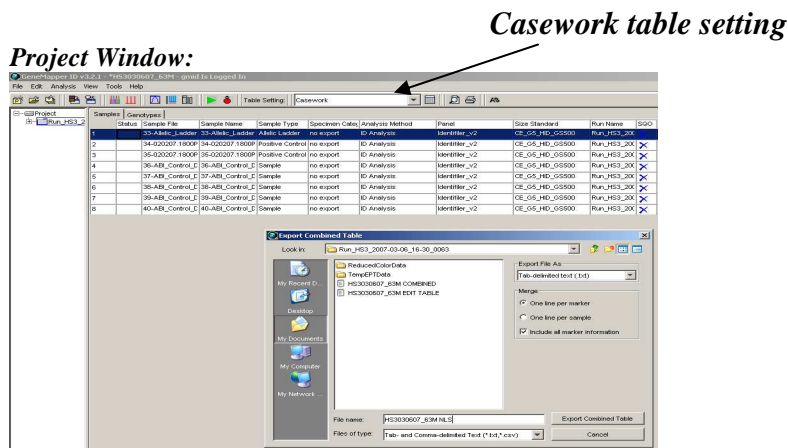 Casework table setting
Project Window:
GeneMapper ID v3.2.1 - *HS3030607_63M - gmid Is Logged In
File Edit Analysis View Tools Help
Table Setting: Casework
Project
Run_HS3_2
Samples Genotypes
Status Sample File Sample Name Sample Type Specimen Categ Analysis Method Panel Size Standard Run Name SQO
1 33-Allelic_Ladder 33-Allelic_Ladder Allelic Ladder no export ID Analysis Identifiler_v2 CE_G5_HID_GS500 Run_HS3_200
2 34-020207.1800P 34-020207.1800P Positive Control no export ID Analysis Identifiler_v2 CE_G5_HID_GS500 Run_HS3_200
3 35-020207.1800P 35-020207.1800P Positive Control no export ID Analysis Identifiler_v2 CE_G5_HID_GS500 Run_HS3_200
4 36-ABI_Control_D 36-ABI_Control_D Sample no export ID Analysis Identifiler_v2 CE_G5_HID_GS500 Run_HS3_200
5 37-ABI_Control_D 37-ABI_Control_D Sample no export ID Analysis Identifiler_v2 CE_G5_HID_GS500 Run_HS3_200
6 38-ABI_Control_D 38-ABI_Control_D Sample no export ID Analysis Identifiler_v2 CE_G5_HID_GS500 Run_HS3_200
7 39-ABI_Control_D 39-ABI_Control_D Sample no export ID Analysis Identifiler_v2 CE_G5_HID_GS500 Run_HS3_200
8 40-ABI_Control_D 40-ABI_Control_D Sample no export ID Analysis Identifiler_v2 CE_G5_HID_GS500 Run_HS3_200
Export Combined Table
Look in: Run_HS3_2007-03-06_16-30_0063
My Recent D...
Desktop
My Documents
My Computer
My Network ...
ReducedColorData
TempEPTData
HS3030607_63M COMBINED
HS3030607_63M EDIT TABLE
Export File As
Tab-delimited text (.txt)
Merge
One line per marker
One line per sample
Include all marker information
File name: HS3030607_63M NLS
Export Combined Table
Files of type: Tab- and Comma-delimited Text (*.txt,*.csv)
Cancel